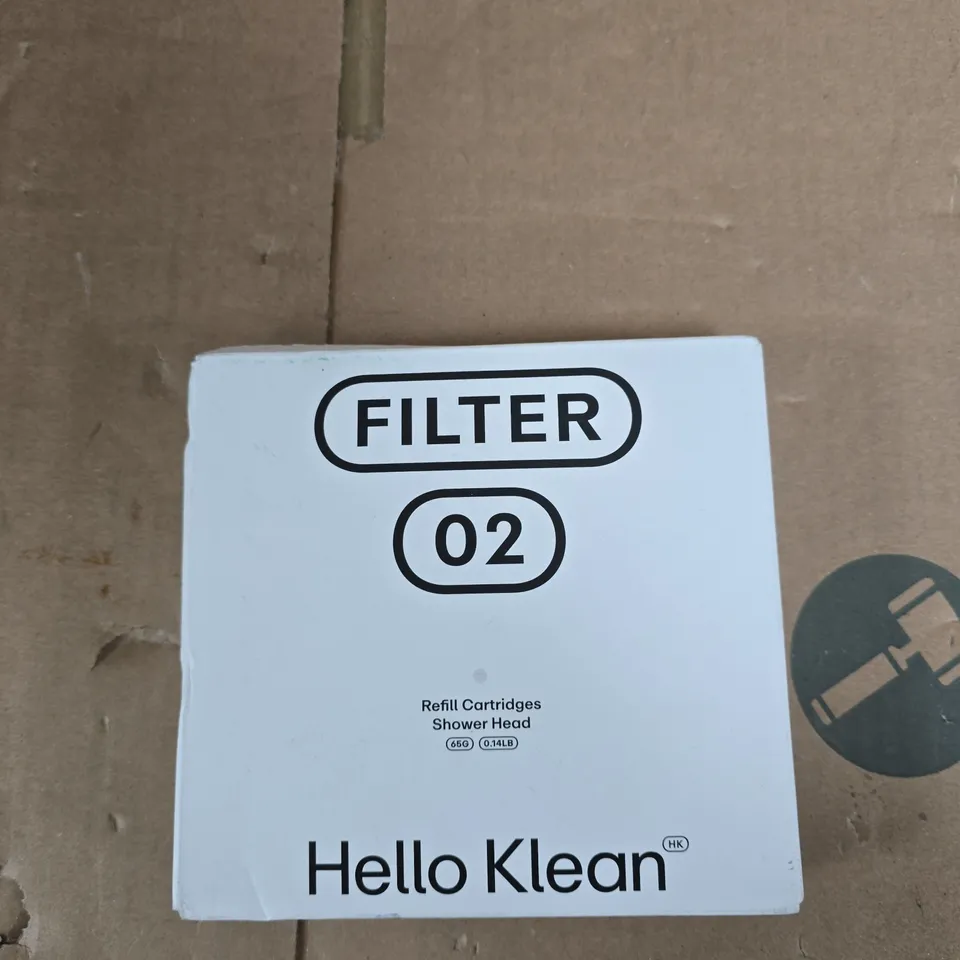 FILTER
02
Refill Cartridges
Shower Head
65G 0.14LB
Hello Klean HK